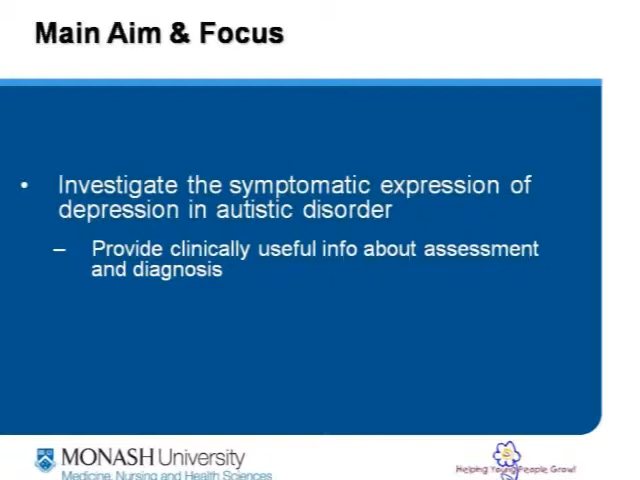 Main Aim & Focus
• Investigate the symptomatic expression of
depression in autistic disorder
– Provide clinically useful info about assessment
and diagnosis
MONASH University
Medicine, Nursing and Health Sciences
Helping Young People Grow!